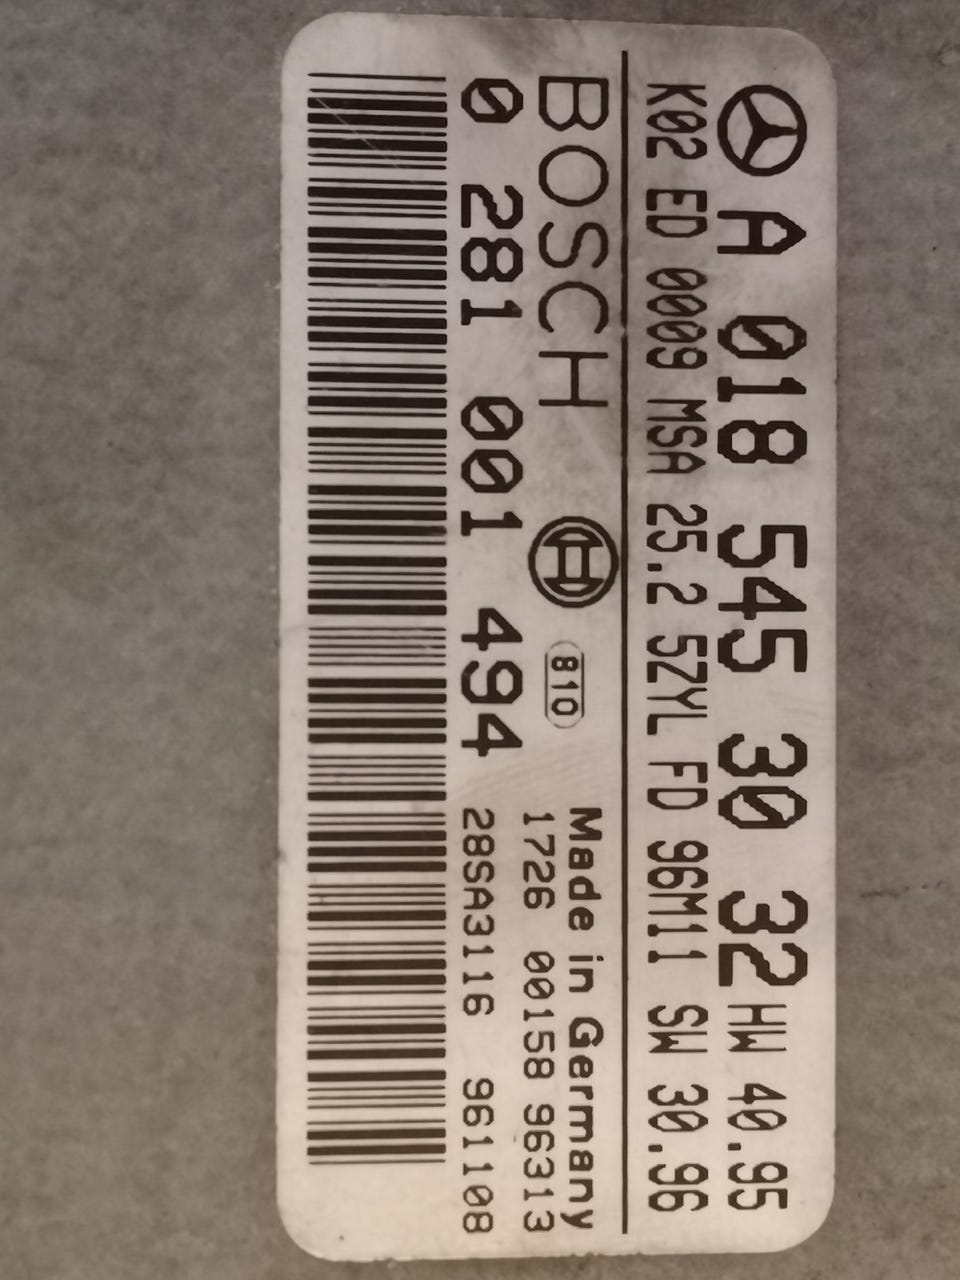 A 018 545 30 32 HW 40.95
K02 ED 0009 MSA 25.2 5ZYL FD 96M11 SW 30.96
BOSCH 810 Made in Germany
1726 00158 96313
0 281 001 494 28SA3116 961108